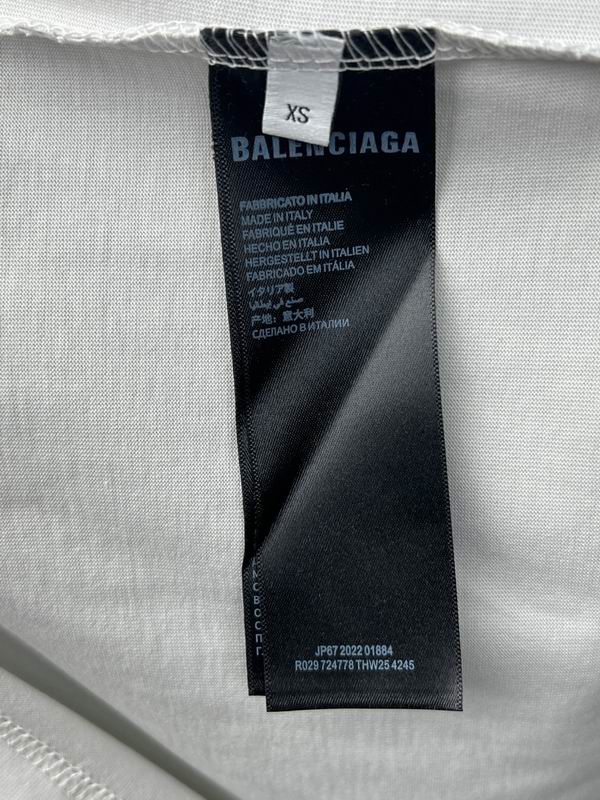 XS
BALENCIAGA
FABBRICATO IN ITALIA
MADE IN ITALY
FABRIQUÉ EN ITALIE
HECHO EN ITALIA
HERGESTELLT IN ITALIEN
FABRICADO EM ITÁLIA
イタリア製
صنع في إيطالي
产地：意大利
СДЕЛАНО В ИТАЛИИ
JP67 2022 01884
R029 724778 THW25 4245